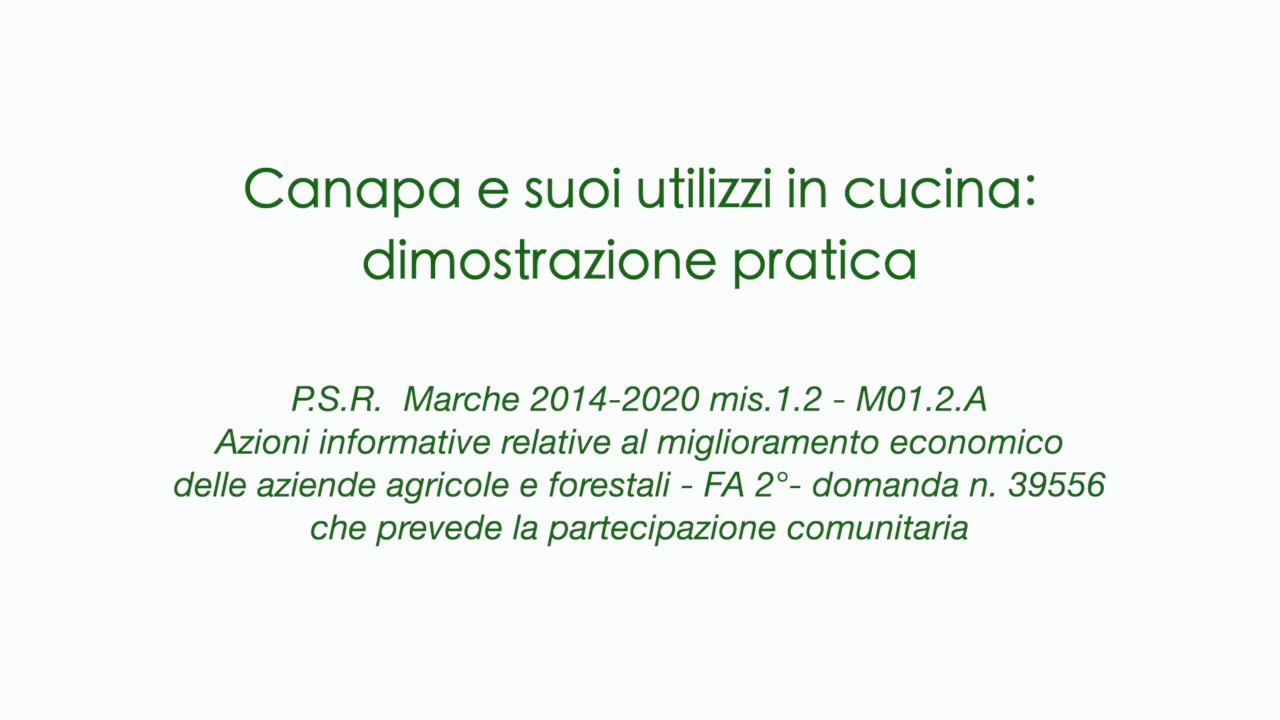 Canapa e suoi utilizzi in cucina:
dimostrazione pratica
P.S.R.  Marche 2014-2020 mis.1.2 - M01.2.A
Azioni informative relative al miglioramento economico
delle aziende agricole e forestali - FA 2°- domanda n. 39556
che prevede la partecipazione comunitaria